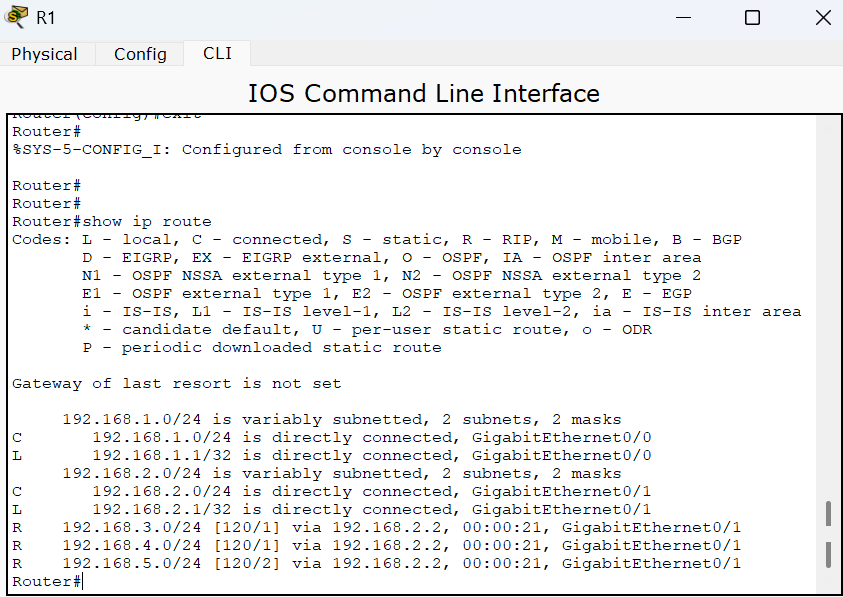 R1
Physical Config CLI
IOS Command Line Interface
Router(config)#exit
Router#
%SYS-5-CONFIG_I: Configured from console by console
Router#
Router#
Router#show ip route
Codes: L - local, C - connected, S - static, R - RIP, M - mobile, B - BGP
D - EIGRP, EX - EIGRP external, O - OSPF, IA - OSPF inter area
N1 - OSPF NSSA external type 1, N2 - OSPF NSSA external type 2
E1 - OSPF external type 1, E2 - OSPF external type 2, E - EGP
i - IS-IS, L1 - IS-IS level-1, L2 - IS-IS level-2, ia - IS-IS inter area
* - candidate default, U - per-user static route, o - ODR
P - periodic downloaded static route
Gateway of last resort is not set
192.168.1.0/24 is variably subnetted, 2 subnets, 2 masks
C 192.168.1.0/24 is directly connected, GigabitEthernet0/0
L 192.168.1.1/32 is directly connected, GigabitEthernet0/0
192.168.2.0/24 is variably subnetted, 2 subnets, 2 masks
C 192.168.2.0/24 is directly connected, GigabitEthernet0/1
L 192.168.2.1/32 is directly connected, GigabitEthernet0/1
R 192.168.3.0/24 [120/1] via 192.168.2.2, 00:00:21, GigabitEthernet0/1
R 192.168.4.0/24 [120/1] via 192.168.2.2, 00:00:21, GigabitEthernet0/1
R 192.168.5.0/24 [120/2] via 192.168.2.2, 00:00:21, GigabitEthernet0/1
Router#